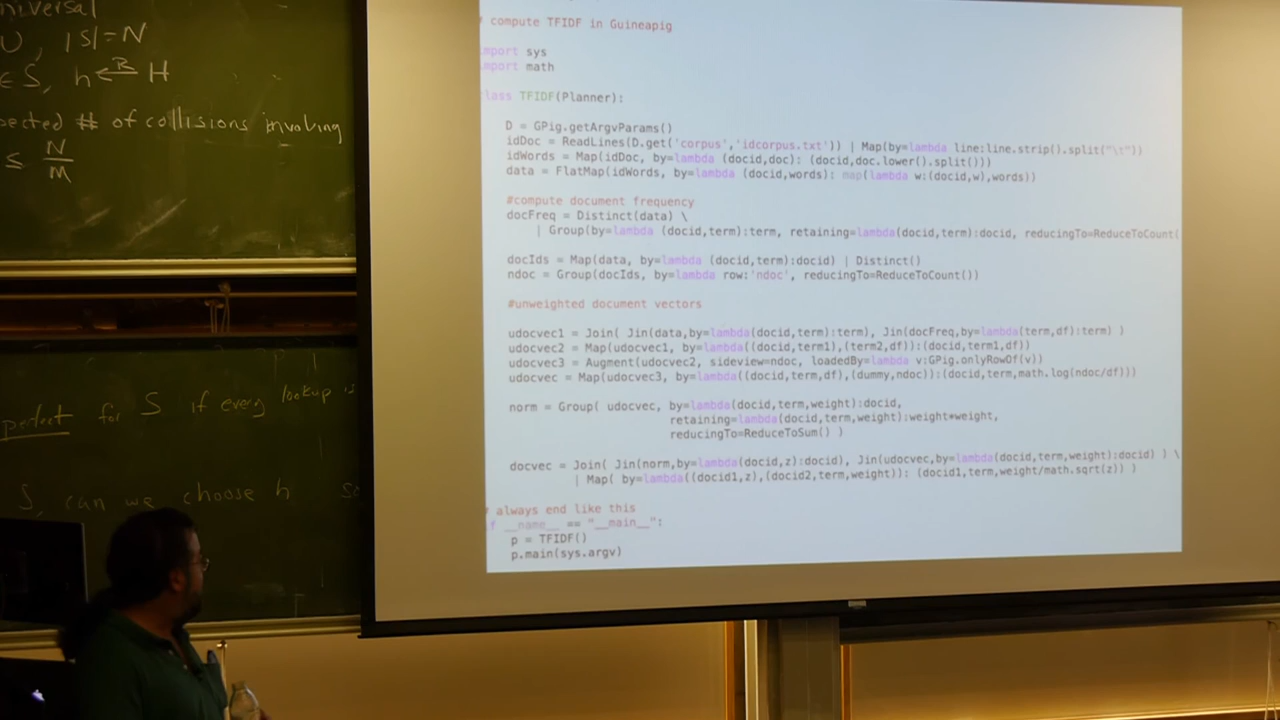 niversal
U, |S|=N
∈ S, h ←R H
pected # of collisions involving
≤ N/M
perfect for S if every lookup is
S, can we choose h so
# compute TFIDF in Guineapig
mport sys
mport math
lass TFIDF(Planner):
D = GPig.getArgvParams()
idDoc = ReadLines(D.get('corpus','idcorpus.txt')) | Map(by=lambda line:line.strip().split("\t"))
idWords = Map(idDoc, by=lambda (docid,doc): (docid,doc.lower().split()))
data = FlatMap(idWords, by=lambda (docid,words): map(lambda w:(docid,w),words))
#compute document frequency
docFreq = Distinct(data) \
| Group(by=lambda (docid,term):term, retaining=lambda(docid,term):docid, reducingTo=ReduceToCount(
docIds = Map(data, by=lambda (docid,term):docid) | Distinct()
ndoc = Group(docIds, by=lambda row:'ndoc', reducingTo=ReduceToCount())
#unweighted document vectors
udocvec1 = Join( Jin(data,by=lambda(docid,term):term), Jin(docFreq,by=lambda(term,df):term) )
udocvec2 = Map(udocvec1, by=lambda((docid,term1),(term2,df)):(docid,term1,df))
udocvec3 = Augment(udocvec2, sideview=ndoc, loadedBy=lambda v:GPig.onlyRowOf(v))
udocvec = Map(udocvec3, by=lambda((docid,term,df),(dummy,ndoc)):(docid,term,math.log(ndoc/df)))
norm = Group( udocvec, by=lambda(docid,term,weight):docid,
retaining=lambda(docid,term,weight):weight*weight,
reducingTo=ReduceToSum() )
docvec = Join( Jin(norm,by=lambda(docid,z):docid), Jin(udocvec,by=lambda(docid,term,weight):docid) ) \
| Map( by=lambda((docid1,z),(docid2,term,weight)): (docid1,term,weight/math.sqrt(z)) )
# always end like this
f __name__ == "__main__":
p = TFIDF()
p.main(sys.argv)